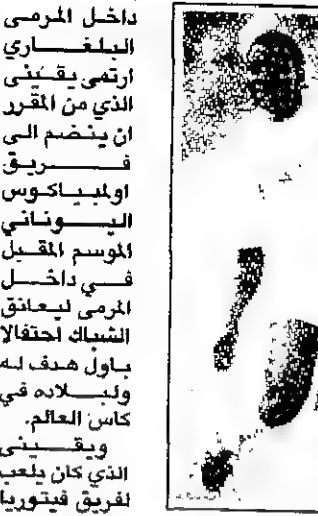 داخل المرمى
البلغاري
ارتمى يقيني
الذي من المقرر
ان ينضم الى
فريق
اولمبياكوس
اليوناني
الموسم المقبل
في داخل
المرمى ليعانق
الشباك احتفالا
باول هدف له
ولبلاده في
كاس العالم.
ويقيني
الذي كان يلعب
لفريق فيتوريا